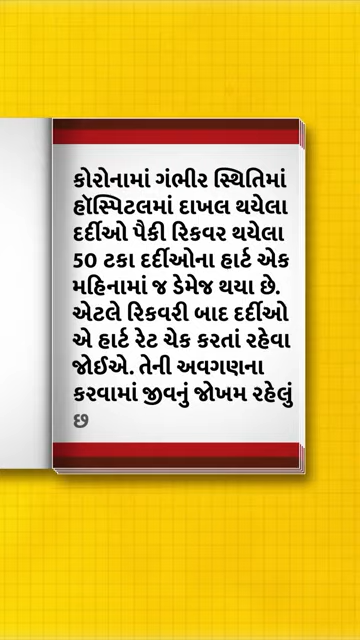 કોરોનામાં ગંભીર સ્થિતિમાં
હૉસ્પિટલમાં દાખલ થયેલા
દર્દીઓ પૈકી રિકવર થયેલા
50 ટકા દર્દીઓના હાર્ટ એક
મહિનામાં જ ડેમેજ થયા છે.
એટલે રિકવરી બાદ દર્દીઓ
એ હાર્ટ રેટ ચેક કરતાં રહેવા
જોઈએ. તેની અવગણના
કરવામાં જીવનું જોખમ રહેલું
છ